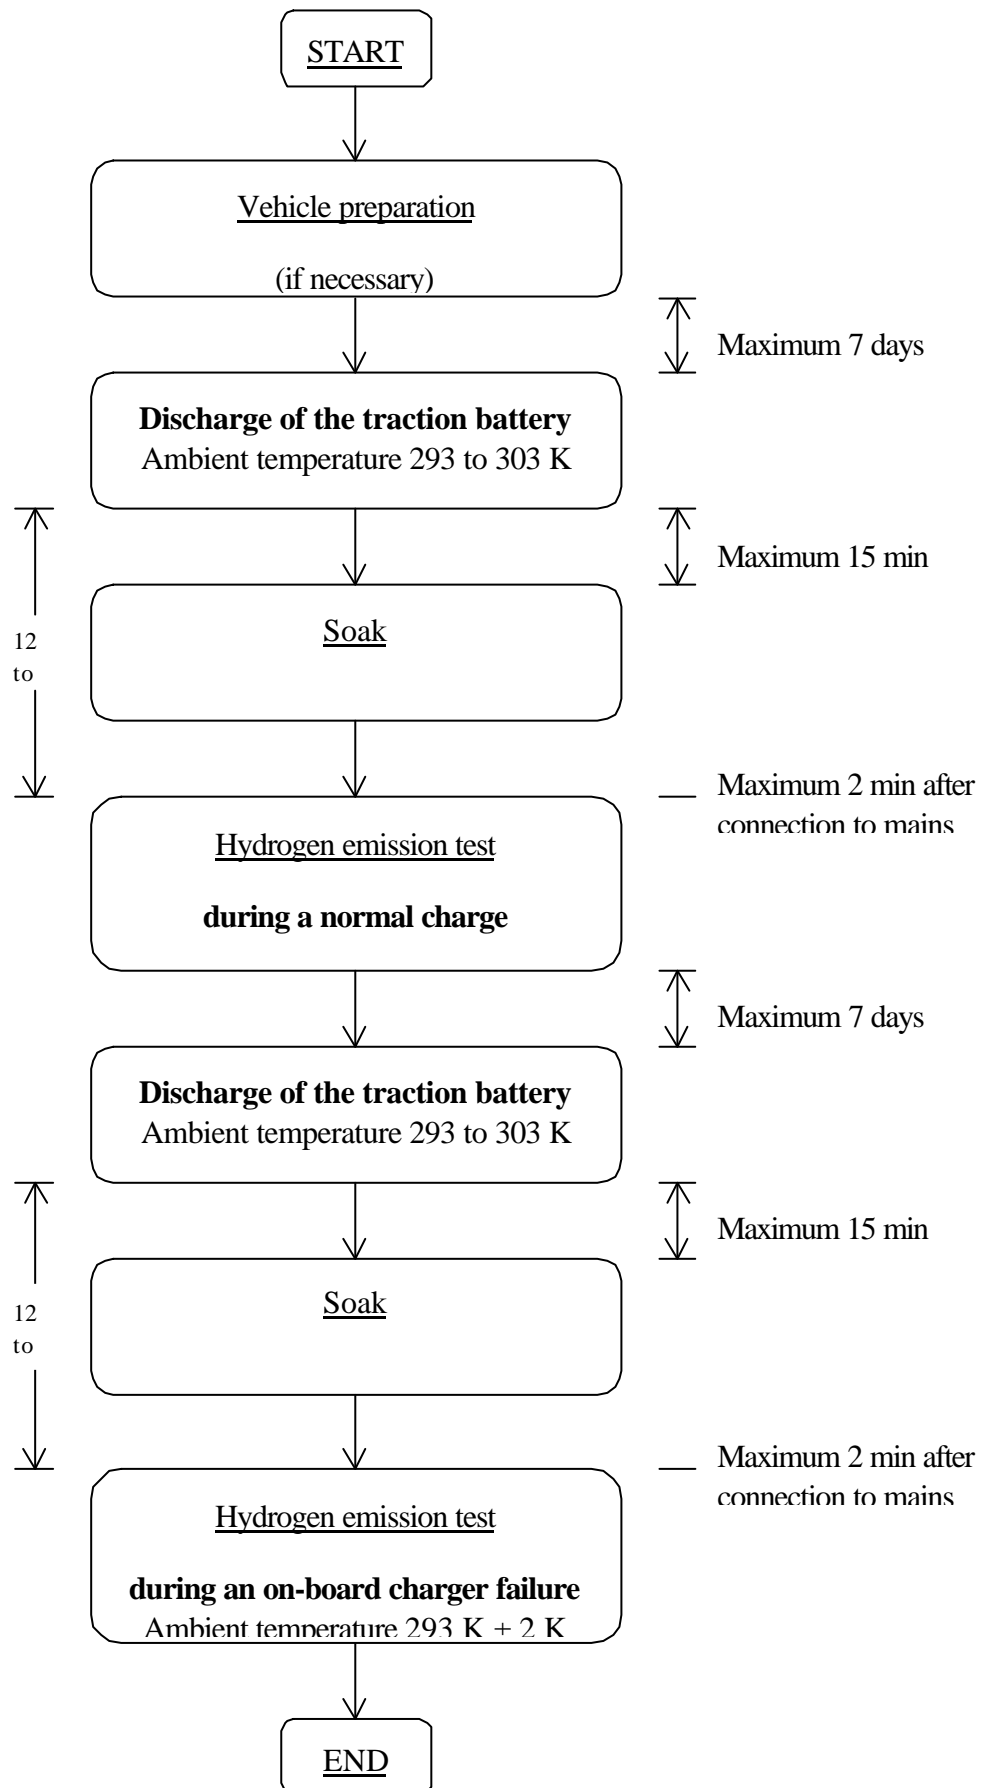 START
Vehicle preparation
(if necessary)
Maximum 7 days
Discharge of the traction battery
Ambient temperature 293 to 303 K
Maximum 15 min
12
to
Soak
Maximum 2 min after
connection to mains
Hydrogen emission test
during a normal charge
Maximum 7 days
Discharge of the traction battery
Ambient temperature 293 to 303 K
Maximum 15 min
12
to
Soak
Maximum 2 min after
connection to mains
Hydrogen emission test
during an on-board charger failure
Ambient temperature 293 K + 2 K
END